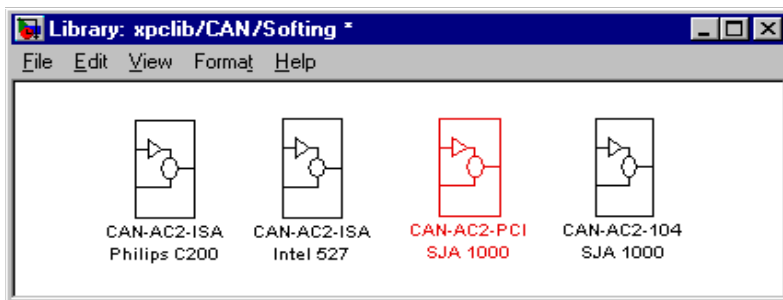 Library: xpclib/CAN/Softing *
File Edit View Format Help
CAN-AC2-ISA CAN-AC2-ISA CAN-AC2-PCI CAN-AC2-104
Philips C200 Intel 527 SJA 1000 SJA 1000